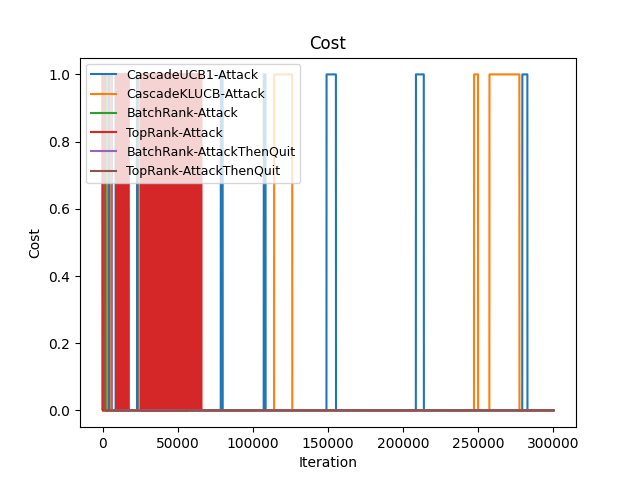 Cost
1.0
0.8
0.6
0.4
0.2
0.0
Cost
CascadeUCB1-Attack
CascadeKLUCB-Attack
BatchRank-Attack
TopRank-Attack
BatchRank-AttackThenQuit
TopRank-AttackThenQuit
0 50000 100000 150000 200000 250000 300000
Iteration